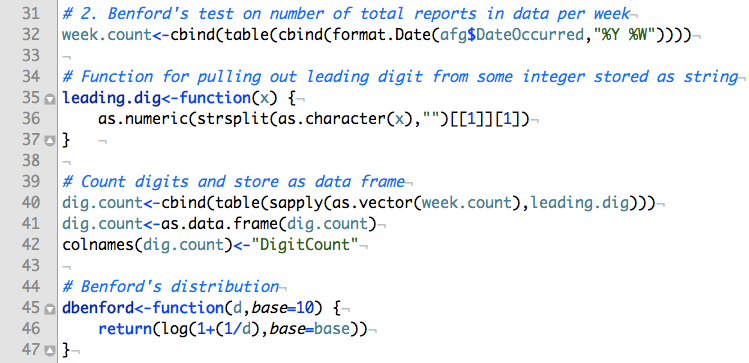 31 # 2. Benford's test on number of total reports in data per week¬
32 week.count<-cbind(table(cbind(format.Date(afg$DateOccurred,"%Y %W"))))¬
33 ¬
34 # Function for pulling out leading digit from some integer stored as string¬
35 leading.dig<-function(x) {¬
36     as.numeric(strsplit(as.character(x),"")[[1]][1])¬
37 }   ¬
38 ¬
39 # Count digits and store as data frame¬
40 dig.count<-cbind(table(sapply(as.vector(week.count),leading.dig)))¬
41 dig.count<-as.data.frame(dig.count)¬
42 colnames(dig.count)<-"DigitCount"¬
43 ¬
44 # Benford's distribution¬
45 dbenford<-function(d,base=10) {¬
46     return(log(1+(1/d),base=base))¬
47 }¬